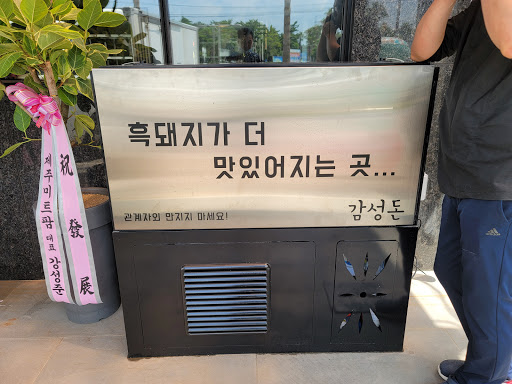 흑돼지가 더
맛있어지는 곳...
관계자외 만지지 마세요!
감성돈
祝發展
제주미트팜 대표 강성준
adidas